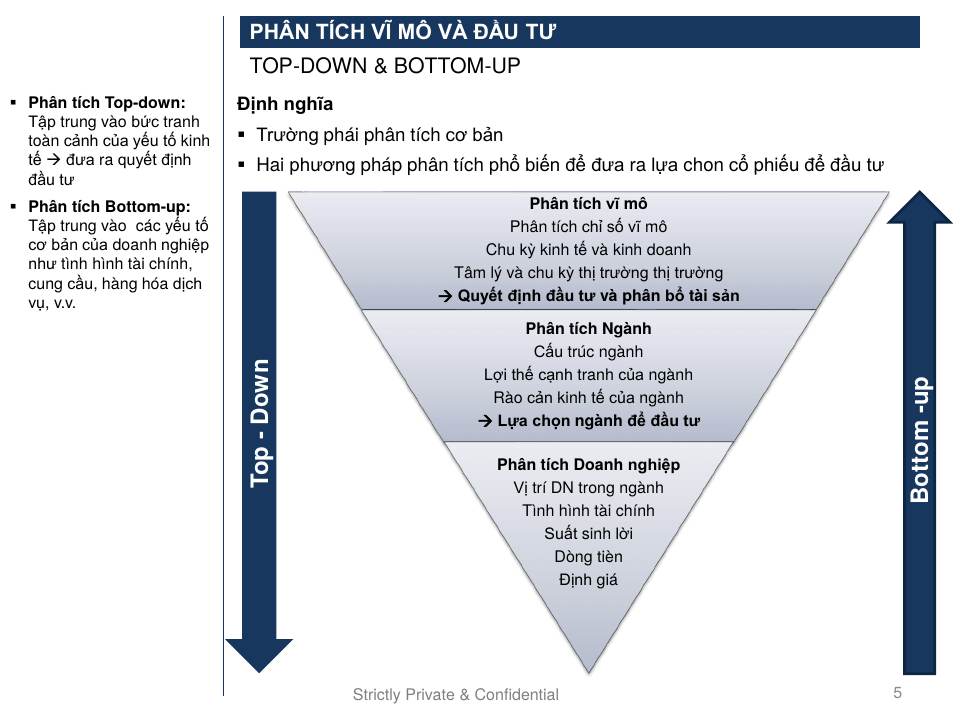 PHÂN TÍCH VĨ MÔ VÀ ĐẦU TƯ
TOP-DOWN & BOTTOM-UP
▪ Phân tích Top-down:
Tập trung vào bức tranh
toàn cảnh của yếu tố kinh
tế → đưa ra quyết định
đầu tư
▪ Phân tích Bottom-up:
Tập trung vào các yếu tố
cơ bản của doanh nghiệp
như tình hình tài chính,
cung cầu, hàng hóa dịch
vụ, v.v.
Định nghĩa
▪ Trường phái phân tích cơ bản
▪ Hai phương pháp phân tích phổ biến để đưa ra lựa chon cổ phiếu để đầu tư
Top - Down
Phân tích vĩ mô
Phân tích chỉ số vĩ mô
Chu kỳ kinh tế và kinh doanh
Tâm lý và chu kỳ thị trường thị trường
→ Quyết định đầu tư và phân bổ tài sản
Phân tích Ngành
Cấu trúc ngành
Lợi thế cạnh tranh của ngành
Rào cản kinh tế của ngành
→ Lựa chọn ngành để đầu tư
Phân tích Doanh nghiệp
Vị trí DN trong ngành
Tình hình tài chính
Suất sinh lời
Dòng tiền
Định giá
Bottom -up
Strictly Private & Confidential
5